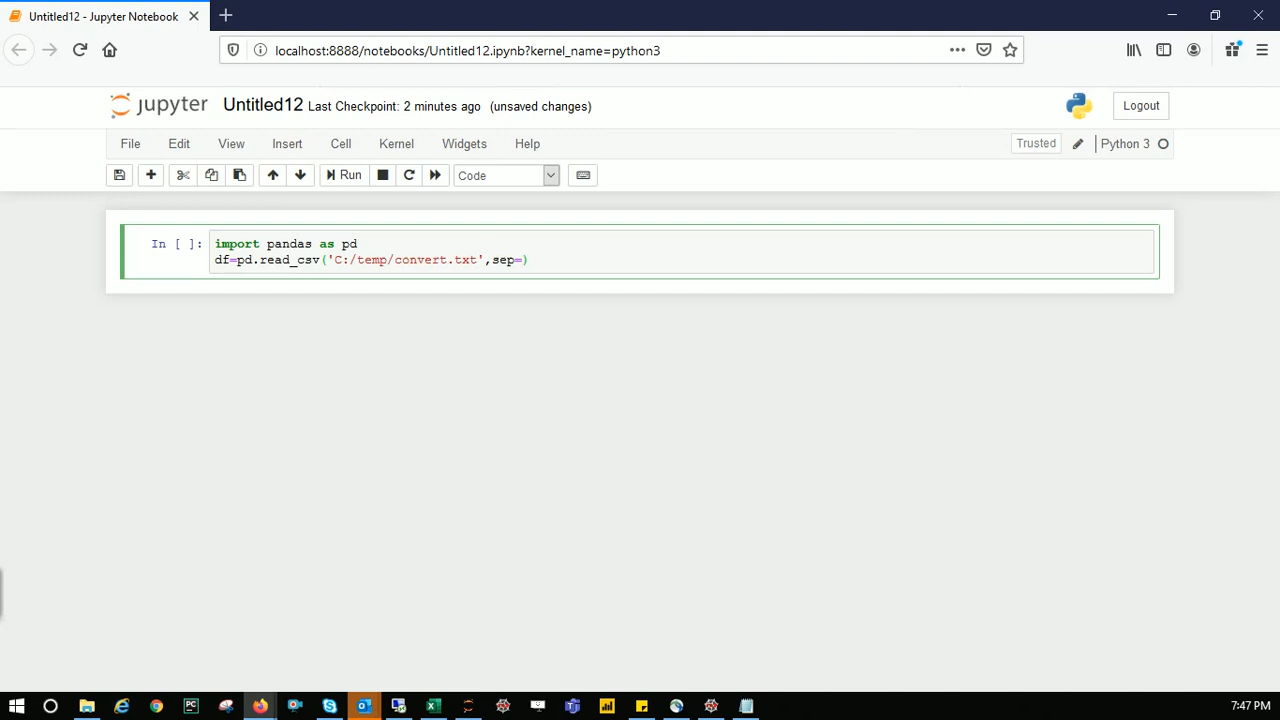 Untitled12 - Jupyter Notebook
localhost:8888/notebooks/Untitled12.ipynb?kernel_name=python3
jupyter Untitled12 Last Checkpoint: 2 minutes ago (unsaved changes) Logout
File Edit View Insert Cell Kernel Widgets Help Trusted Python 3
Run Code
In [ ]: import pandas as pd
df=pd.read_csv('C:/temp/convert.txt',sep=)
PC
7:47 PM